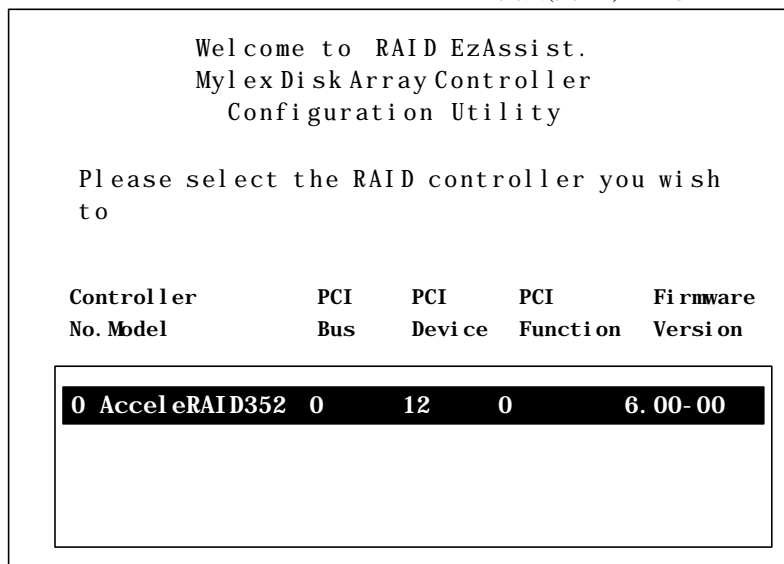 Welcome to RAID EzAssist.
Mylex Disk Array Controller
Configuration Utility
Please select the RAID controller you wish
to
Controller PCI PCI PCI Firmware
No. Model Bus Device Function Version
0 AcceleRAID352 0 12 0 6.00-00